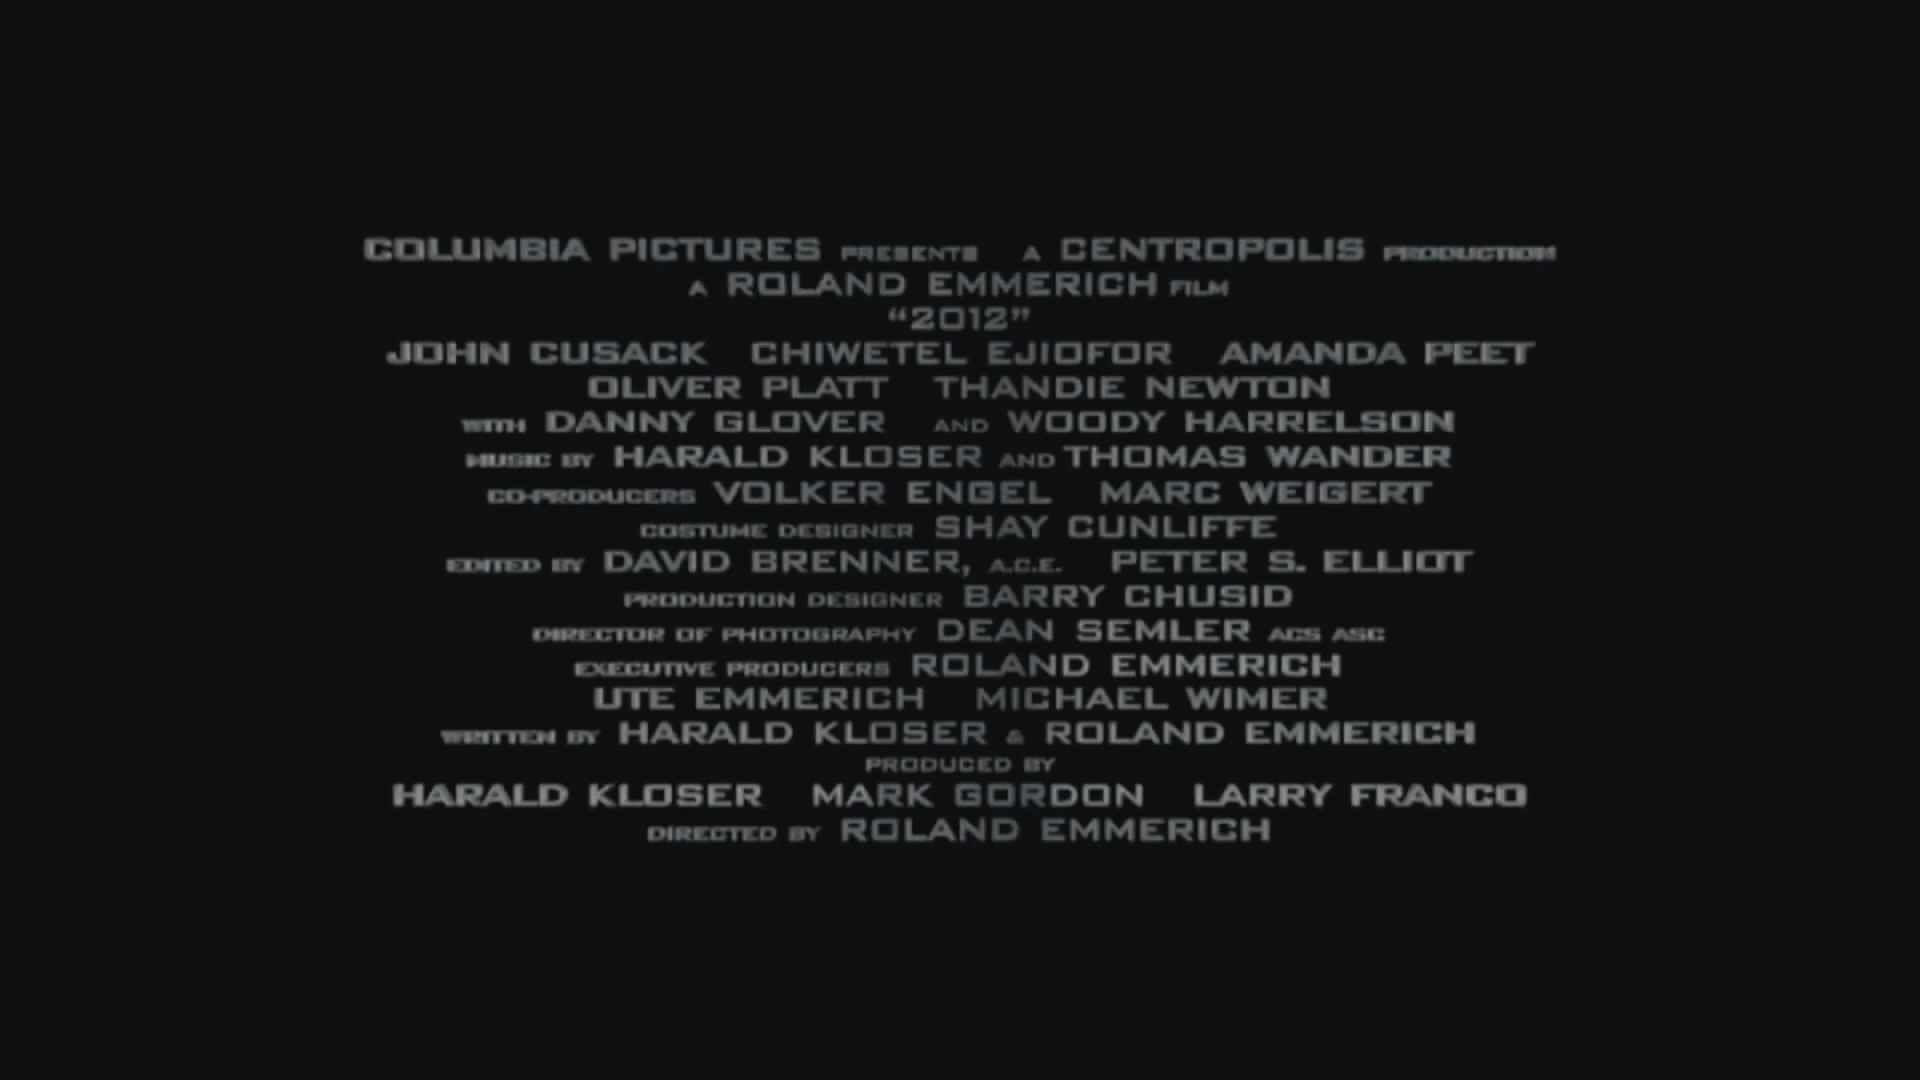 COLUMBIA PICTURES PRESENTS A CENTROPOLIS PRODUCTION
A ROLAND EMMERICH FILM
“2012”
JOHN CUSACK CHIWETEL EJIOFOR AMANDA PEET
OLIVER PLATT THANDIE NEWTON
WITH DANNY GLOVER AND WOODY HARRELSON
MUSIC BY HARALD KLOSER AND THOMAS WANDER
CO-PRODUCERS VOLKER ENGEL MARC WEIGERT
COSTUME DESIGNER SHAY CUNLIFFE
EDITED BY DAVID BRENNER, A.C.E. PETER S. ELLIOT
PRODUCTION DESIGNER BARRY CHUSID
DIRECTOR OF PHOTOGRAPHY DEAN SEMLER ACS ASC
EXECUTIVE PRODUCERS ROLAND EMMERICH
UTE EMMERICH MICHAEL WIMER
WRITTEN BY HARALD KLOSER & ROLAND EMMERICH
PRODUCED BY
HARALD KLOSER MARK GORDON LARRY FRANCO
DIRECTED BY ROLAND EMMERICH